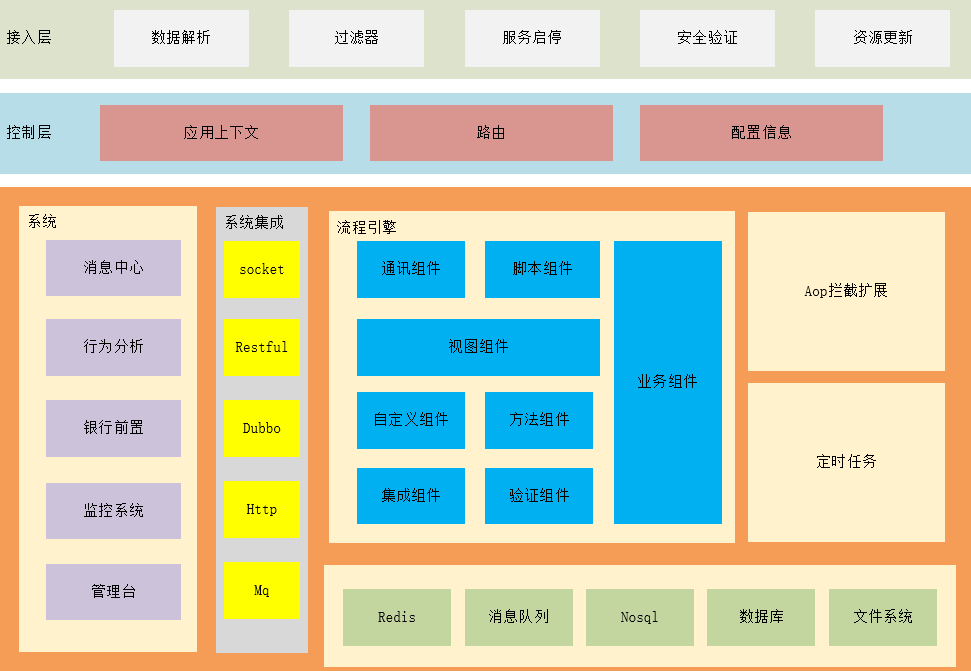 接入层
数据解析
过滤器
服务启停
安全验证
资源更新
控制层
应用上下文
路由
配置信息
系统
消息中心
行为分析
银行前置
监控系统
管理台
系统集成
socket
Restful
Dubbo
Http
Mq
流程引擎
通讯组件
脚本组件
视图组件
自定义组件
方法组件
集成组件
验证组件
业务组件
Aop拦截扩展
定时任务
Redis
消息队列
Nosql
数据库
文件系统